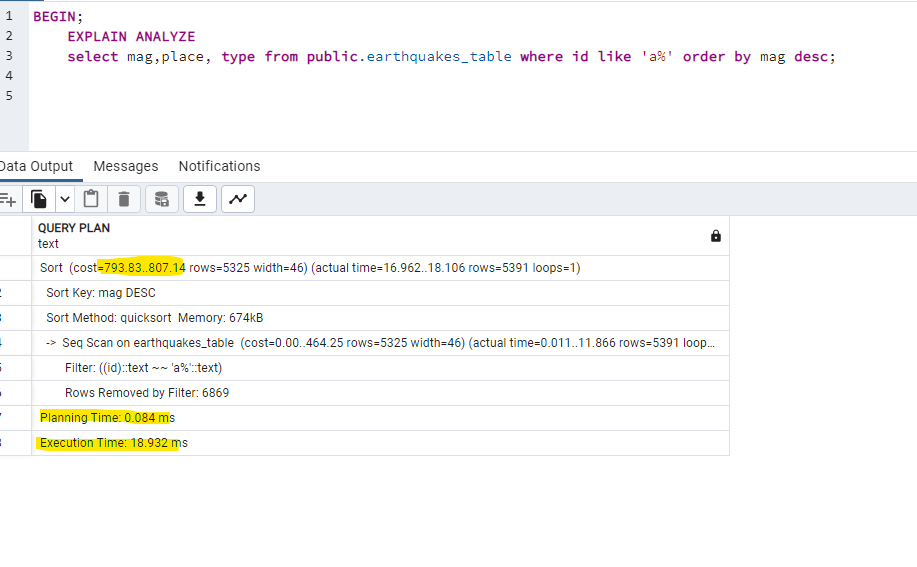 1 BEGIN;
2 EXPLAIN ANALYZE
3 select mag,place, type from public.earthquakes_table where id like 'a%' order by mag desc;
4
5
Data Output Messages Notifications
QUERY PLAN
text
Sort (cost=793.83..807.14 rows=5325 width=46) (actual time=16.962..18.106 rows=5391 loops=1)
Sort Key: mag DESC
Sort Method: quicksort Memory: 674kB
-> Seq Scan on earthquakes_table (cost=0.00..464.25 rows=5325 width=46) (actual time=0.011..11.866 rows=5391 loop...
Filter: ((id)::text ~~ 'a%'::text)
Rows Removed by Filter: 6869
Planning Time: 0.084 ms
Execution Time: 18.932 ms